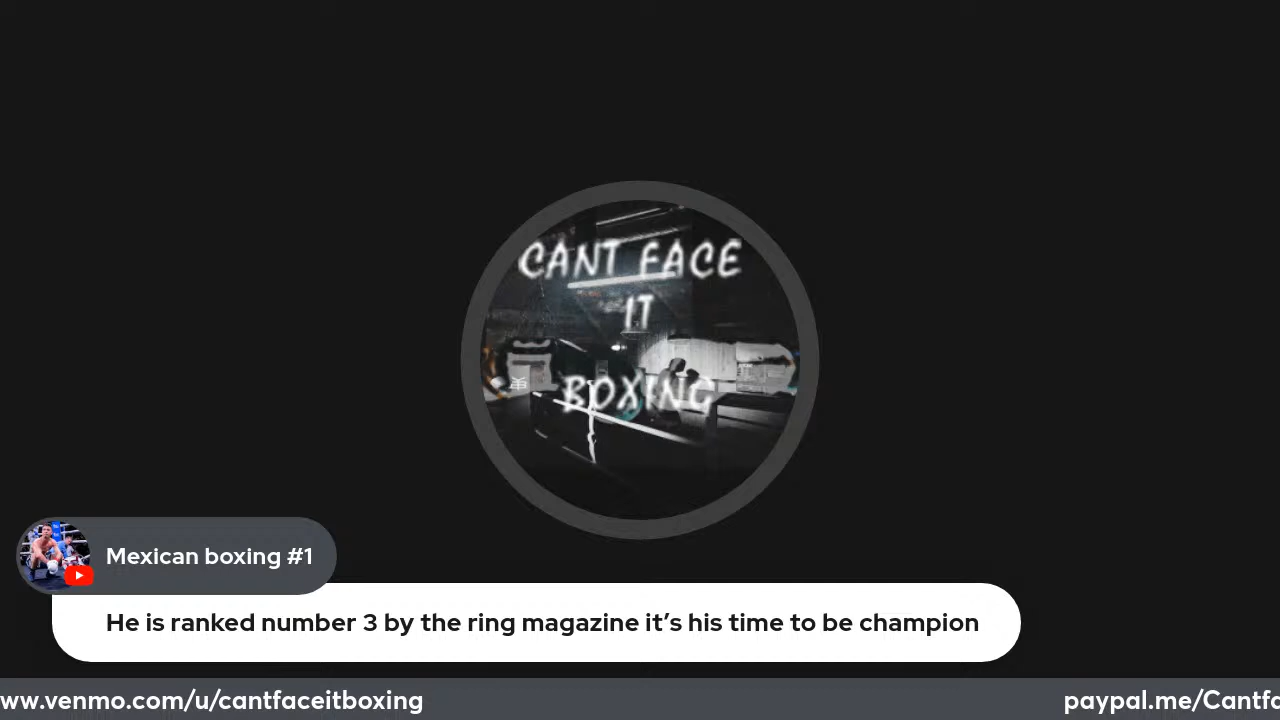 CANT FACE
IT
BOXING
Mexican boxing #1
He is ranked number 3 by the ring magazine it’s his time to be champion
ww.venmo.com/u/cantfaceitboxing
paypal.me/Cantfa